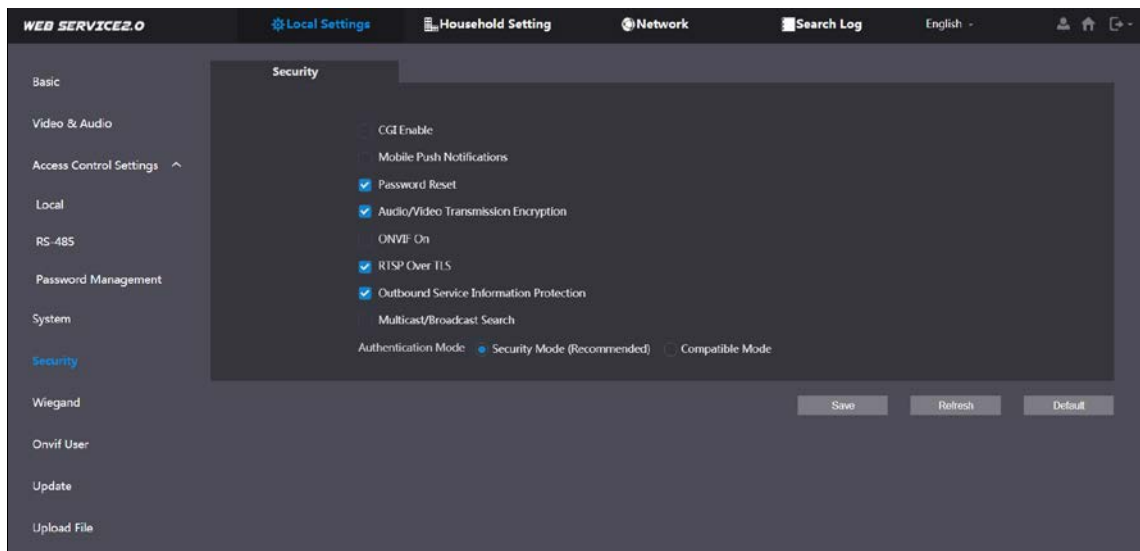 WEB SERVICE2.0 Local Settings Household Setting Network Search Log English
Security
Basic
Video & Audio
Access Control Settings
Local
RS-485
Password Management
System
Security
Wiegand
Onvif User
Update
Upload File
CGI Enable
Mobile Push Notifications
Password Reset
Audio/Video Transmission Encryption
ONVIF On
RTSP Over TLS
Outbound Service Information Protection
Multicast/Broadcast Search
Authentication Mode Security Mode (Recommended) Compatible Mode
Save Refresh Default